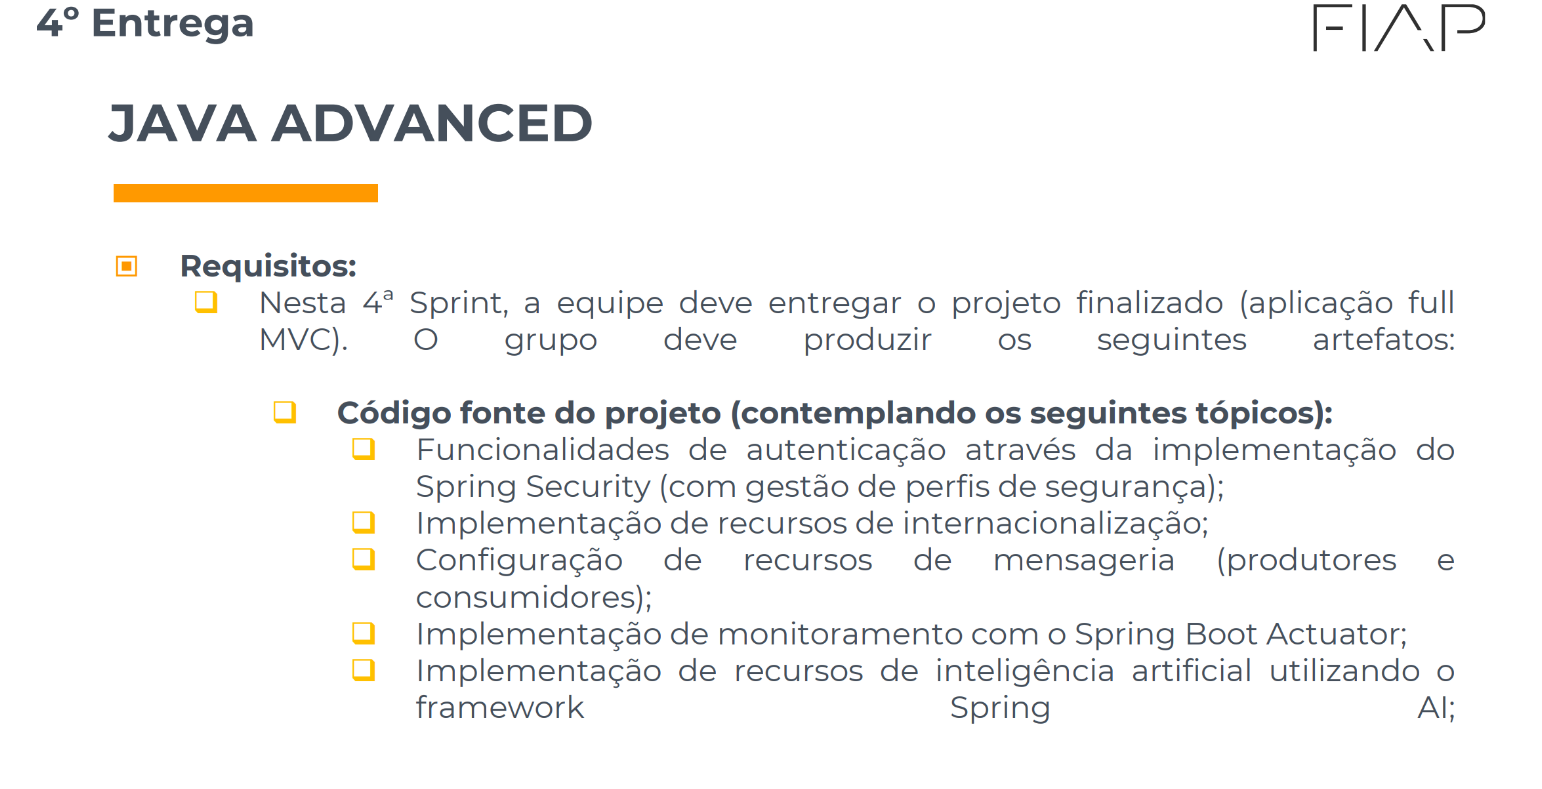 4º Entrega
FIAP
JAVA ADVANCED
Requisitos:
Nesta 4ª Sprint, a equipe deve entregar o projeto finalizado (aplicação full
MVC). O grupo deve produzir os seguintes artefatos:
Código fonte do projeto (contemplando os seguintes tópicos):
Funcionalidades de autenticação através da implementação do
Spring Security (com gestão de perfis de segurança);
Implementação de recursos de internacionalização;
Configuração de recursos de mensageria (produtores e
consumidores);
Implementação de monitoramento com o Spring Boot Actuator;
Implementação de recursos de inteligência artificial utilizando o
framework Spring AI;